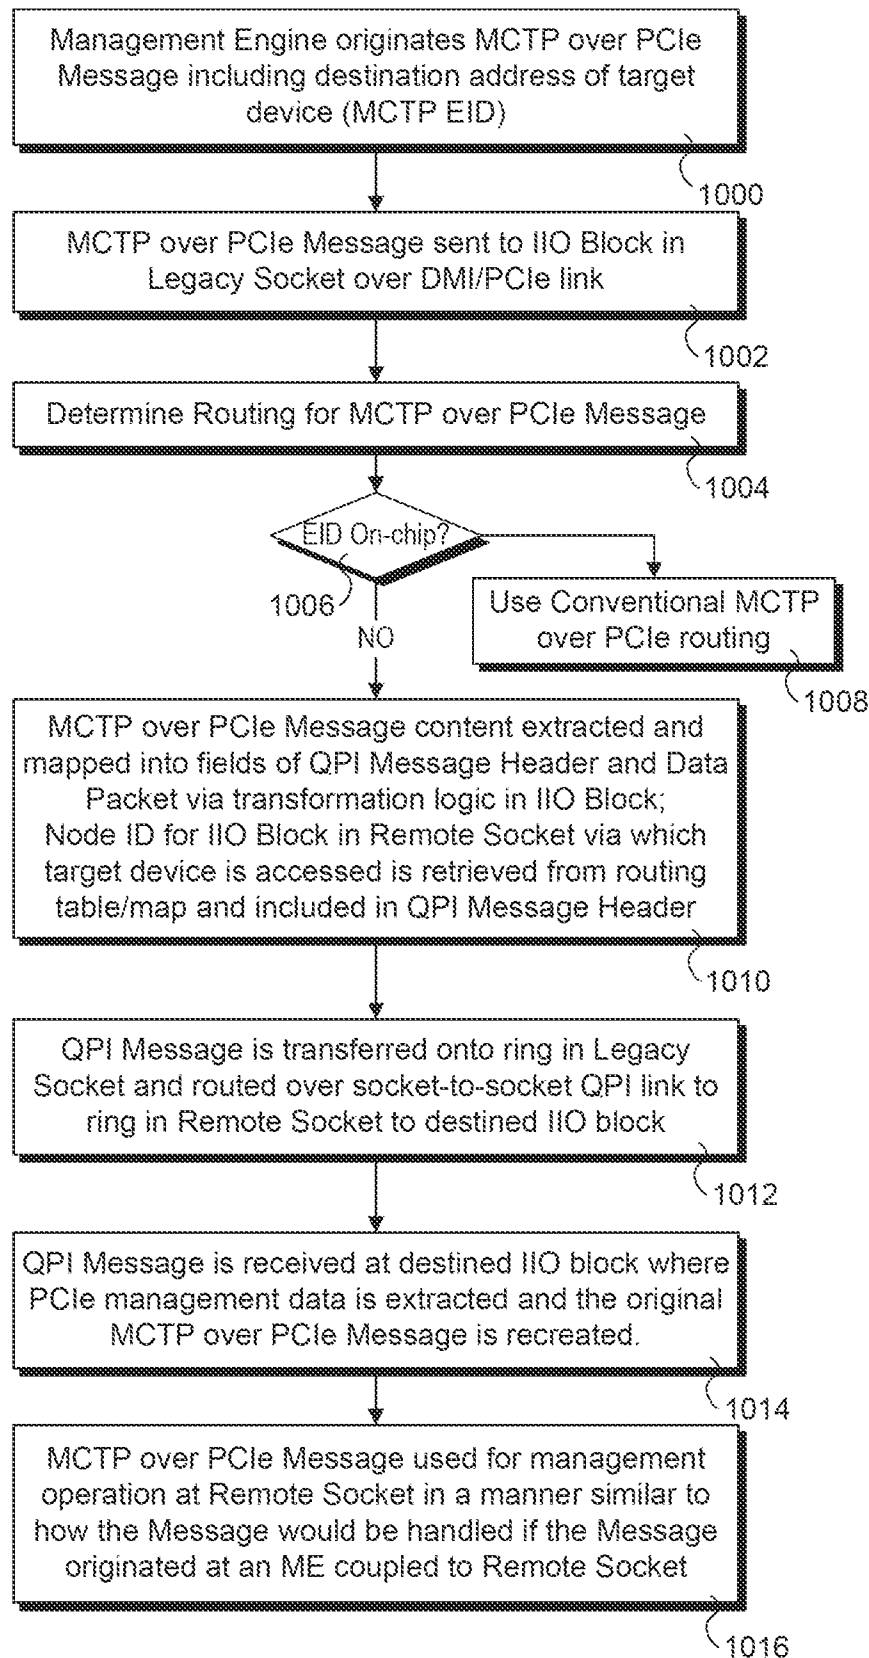 Management Engine originates MCTP over PCIe
Message including destination address of target
device (MCTP EID)
1000
MCTP over PCIe Message sent to IIO Block in
Legacy Socket over DMI/PCIe link
1002
Determine Routing for MCTP over PCIe Message
1004
EID On-chip?
1006
NO
Use Conventional MCTP
over PCIe routing
1008
MCTP over PCIe Message content extracted and
mapped into fields of QPI Message Header and Data
Packet via transformation logic in IIO Block;
Node ID for IIO Block in Remote Socket via which
target device is accessed is retrieved from routing
table/map and included in QPI Message Header
1010
QPI Message is transferred onto ring in Legacy
Socket and routed over socket-to-socket QPI link to
ring in Remote Socket to destined IIO block
1012
QPI Message is received at destined IIO block where
PCIe management data is extracted and the original
MCTP over PCIe Message is recreated.
1014
MCTP over PCIe Message used for management
operation at Remote Socket in a manner similar to
how the Message would be handled if the Message
originated at an ME coupled to Remote Socket
1016